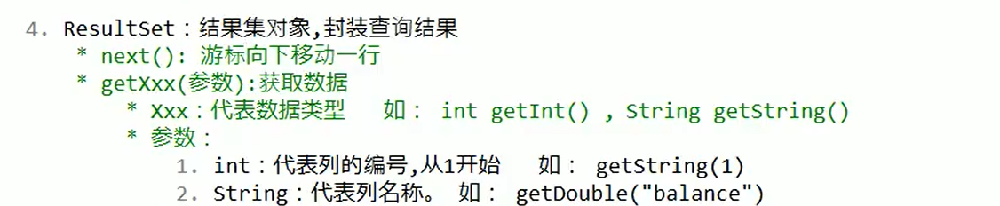 4. ResultSet：结果集对象,封装查询结果
* next(): 游标向下移动一行
* getXxx(参数):获取数据
* Xxx：代表数据类型 如： int getInt() , String getString()
* 参数：
1. int：代表列的编号,从1开始 如： getString(1)
2. String：代表列名称。 如： getDouble("balance")